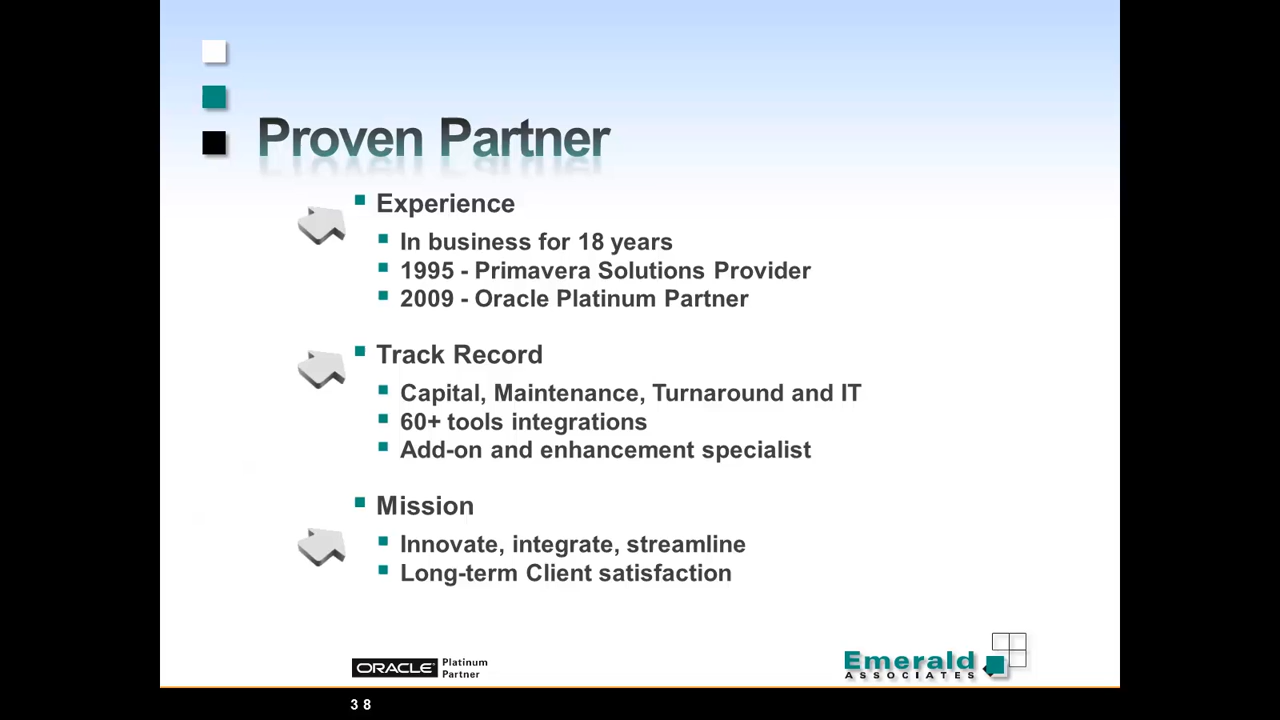 Proven Partner
Experience
In business for 18 years
1995 - Primavera Solutions Provider
2009 - Oracle Platinum Partner
Track Record
Capital, Maintenance, Turnaround and IT
60+ tools integrations
Add-on and enhancement specialist
Mission
Innovate, integrate, streamline
Long-term Client satisfaction
ORACLE Platinum
Partner
Emerald
ASSOCIATES
38